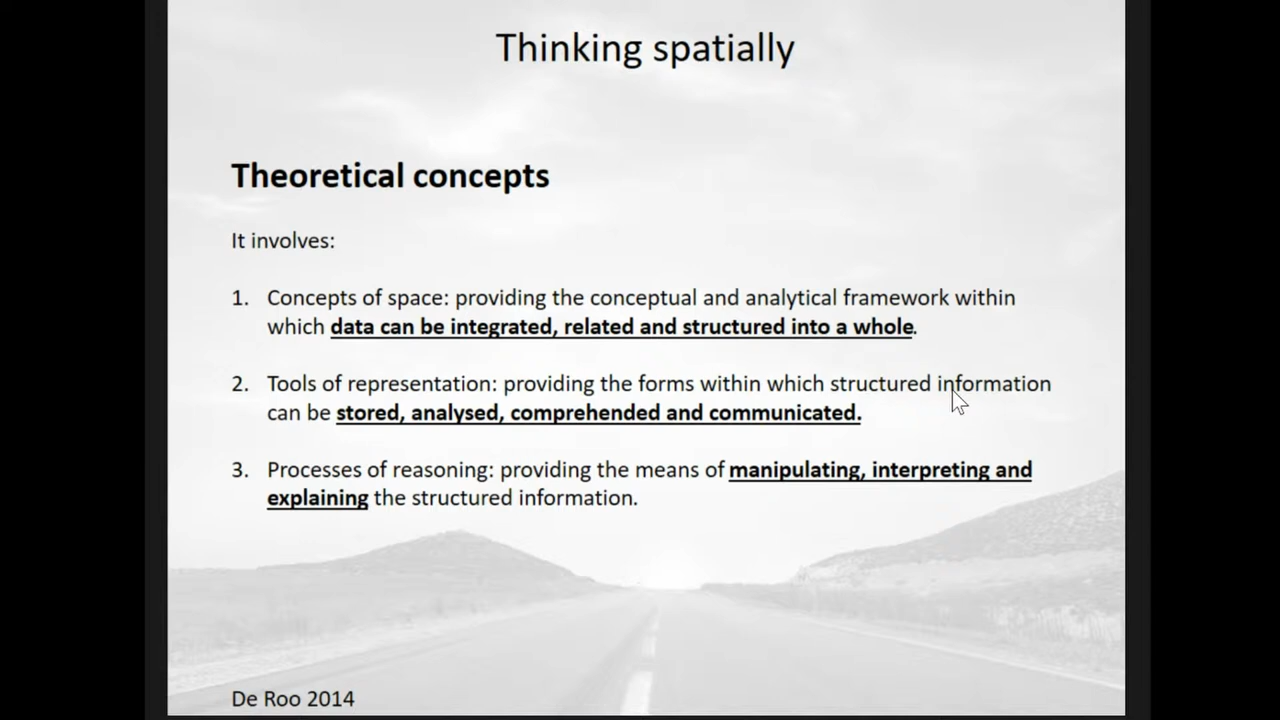 Thinking spatially
Theoretical concepts
It involves:
1. Concepts of space: providing the conceptual and analytical framework within
which data can be integrated, related and structured into a whole.
2. Tools of representation: providing the forms within which structured information
can be stored, analysed, comprehended and communicated.
3. Processes of reasoning: providing the means of manipulating, interpreting and
explaining the structured information.
De Roo 2014